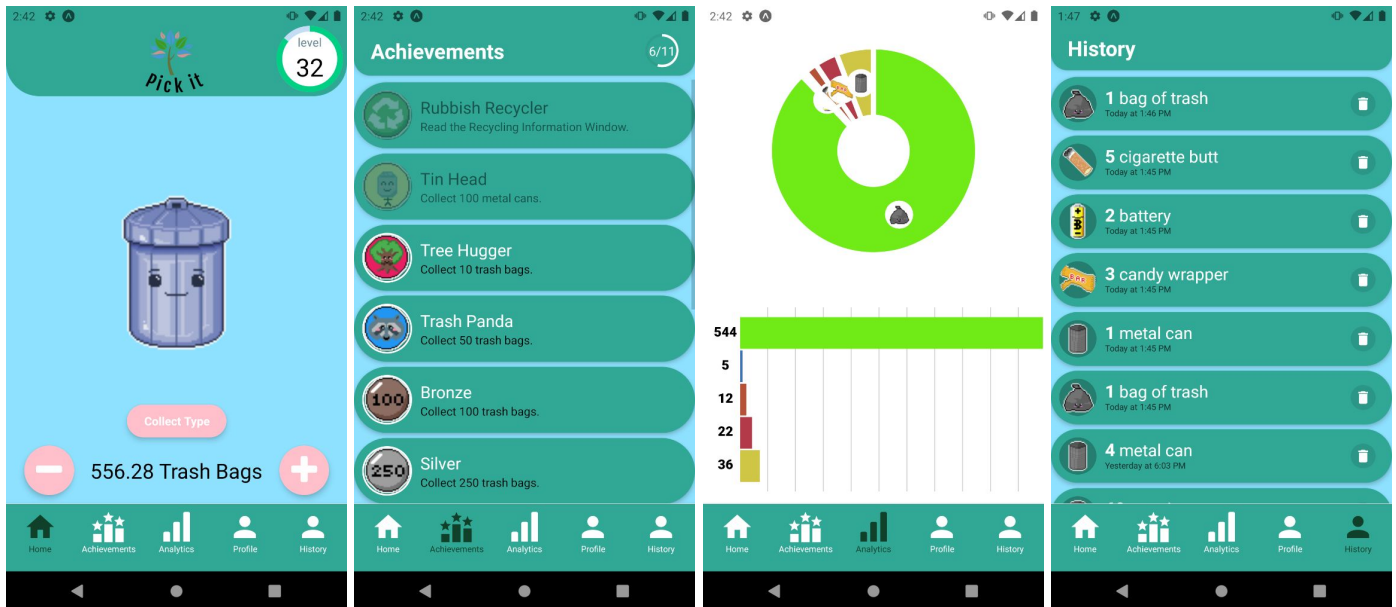 2:42
level
32
Pick it
Collect Type
556.28 Trash Bags
Home
Achievements
Analytics
Profile
History
2:42
Achievements
6/11
Rubbish Recycler
Read the Recycling Information Window.
Tin Head
Collect 100 metal cans.
Tree Hugger
Collect 10 trash bags.
Trash Panda
Collect 50 trash bags.
100
Bronze
Collect 100 trash bags.
250
Silver
Collect 250 trash bags.
Home
Achievements
Analytics
Profile
History
2:42
544
5
12
22
36
Home
Achievements
Analytics
Profile
History
1:47
History
1 bag of trash
Today at 1:46 PM
5 cigarette butt
Today at 1:45 PM
2 battery
Today at 1:45 PM
3 candy wrapper
Today at 1:45 PM
1 metal can
Today at 1:45 PM
1 bag of trash
Today at 1:45 PM
4 metal can
Yesterday at 6:03 PM
Home
Achievements
Analytics
Profile
History